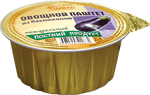 ОВОЩНОЙ ПАШТЕТ
из баклажанов
ПОСТНЫЙ ПРОДУКТ